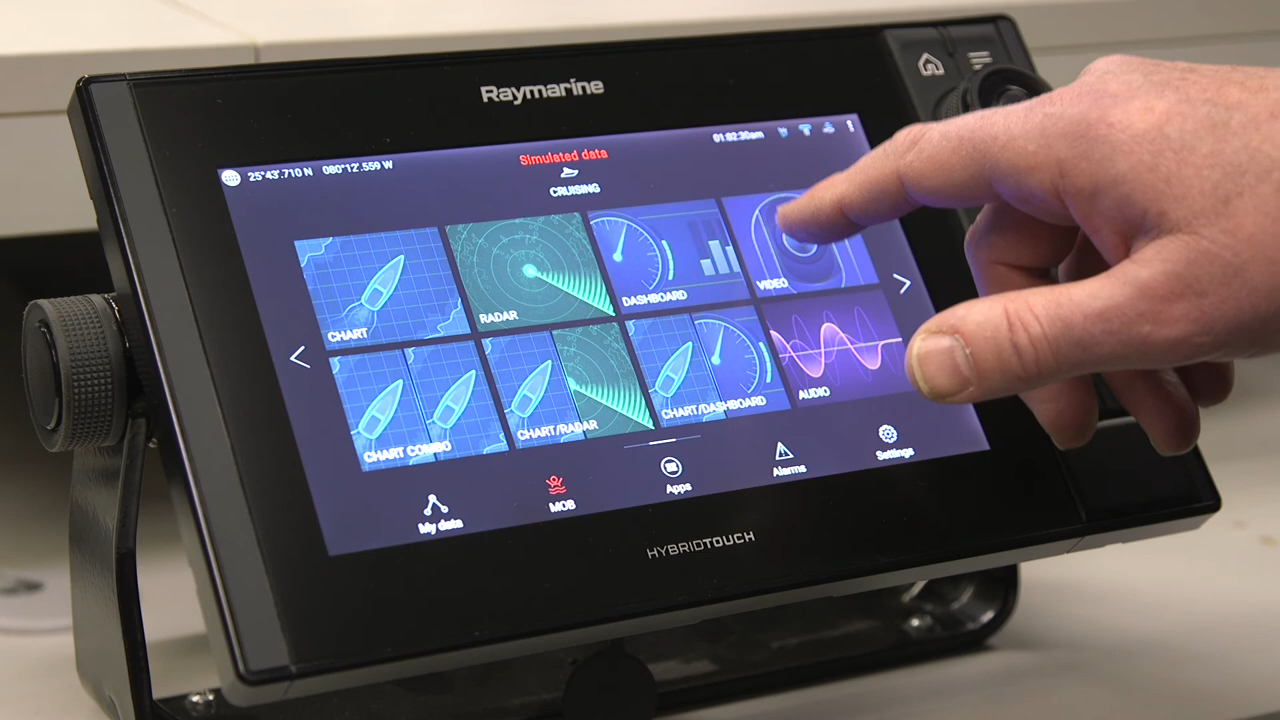 Raymarine
25°43'.710 N 080°12'.559 W
Simulated data
01:02:30am
CRUISING
CHART
RADAR
DASHBOARD
VIDEO
CHART COMBO
CHART/RADAR
CHART/DASHBOARD
AUDIO
My data
MOB
Apps
Alarms
Settings
HYBRIDTOUCH